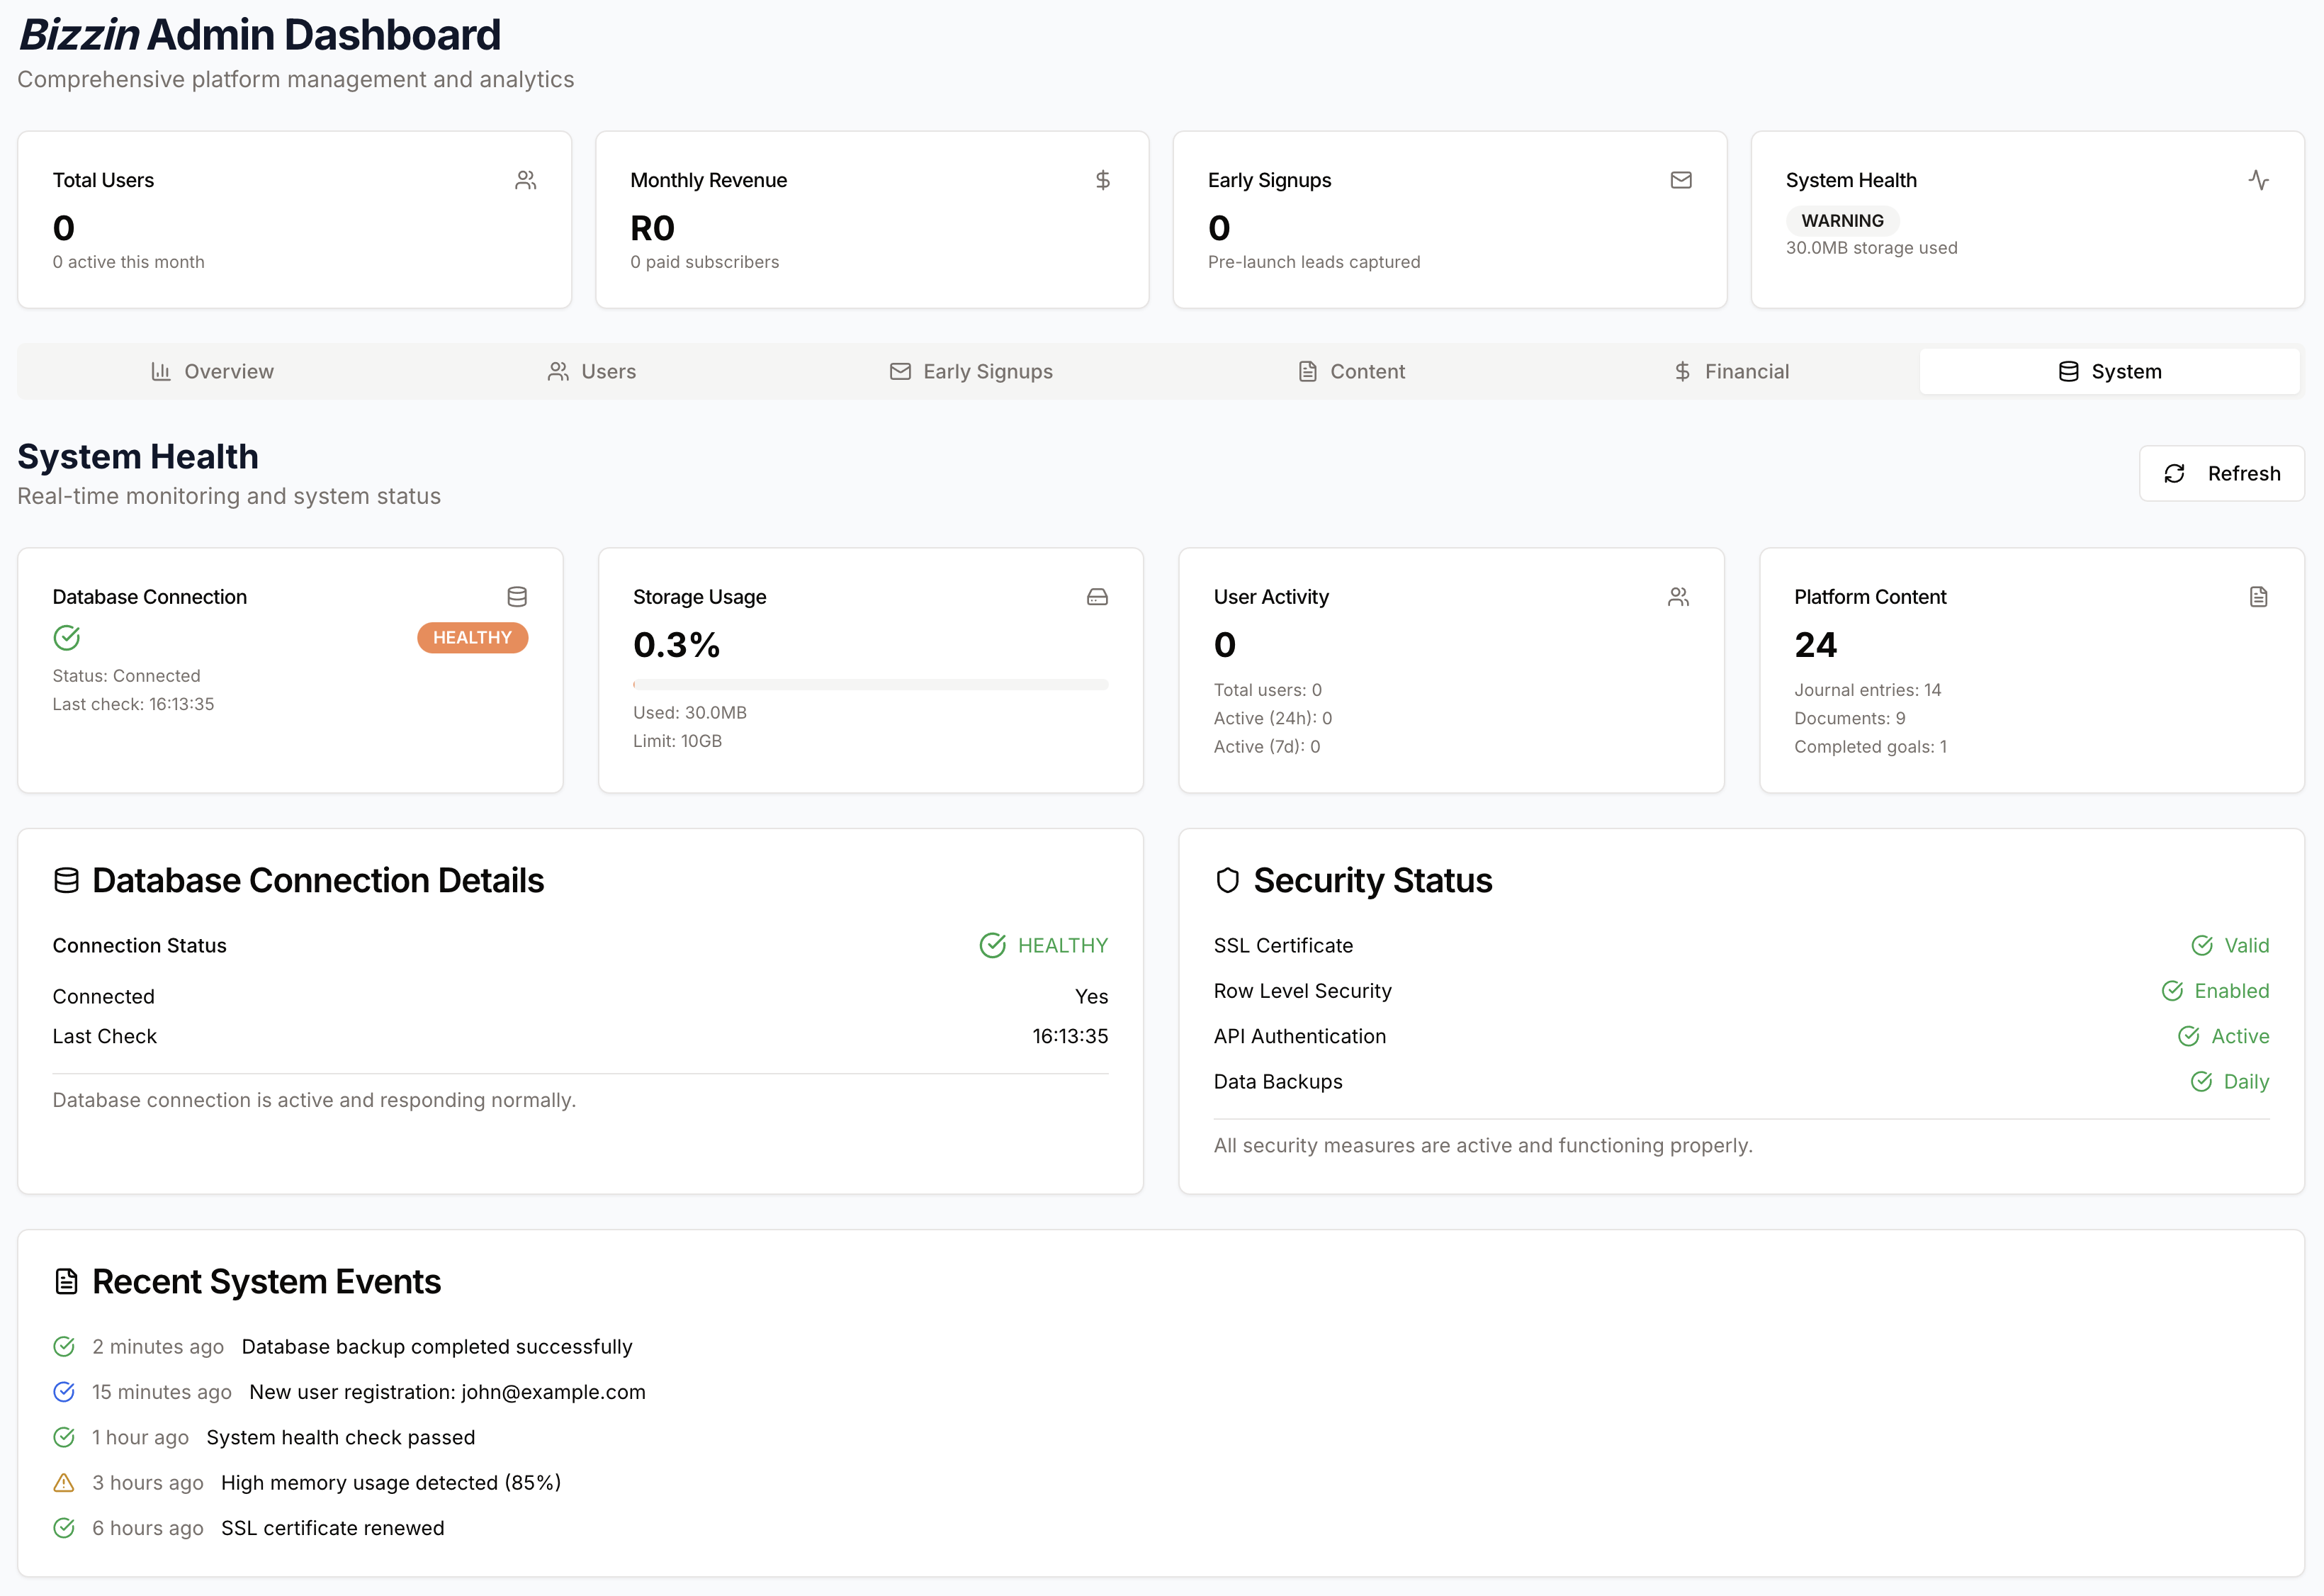 Bizzin Admin Dashboard
Comprehensive platform management and analytics
Total Users
0
0 active this month
Monthly Revenue
R0
0 paid subscribers
Early Signups
0
Pre-launch leads captured
System Health
WARNING
30.0MB storage used
Overview
Users
Early Signups
Content
Financial
System
System Health
Real-time monitoring and system status
Refresh
Database Connection
HEALTHY
Status: Connected
Last check: 16:13:35
Storage Usage
0.3%
Used: 30.0MB
Limit: 10GB
User Activity
0
Total users: 0
Active (24h): 0
Active (7d): 0
Platform Content
24
Journal entries: 14
Documents: 9
Completed goals: 1
Database Connection Details
Connection Status HEALTHY
Connected Yes
Last Check 16:13:35
Database connection is active and responding normally.
Security Status
SSL Certificate Valid
Row Level Security Enabled
API Authentication Active
Data Backups Daily
All security measures are active and functioning properly.
Recent System Events
2 minutes ago Database backup completed successfully
15 minutes ago New user registration: john@example.com
1 hour ago System health check passed
3 hours ago High memory usage detected (85%)
6 hours ago SSL certificate renewed